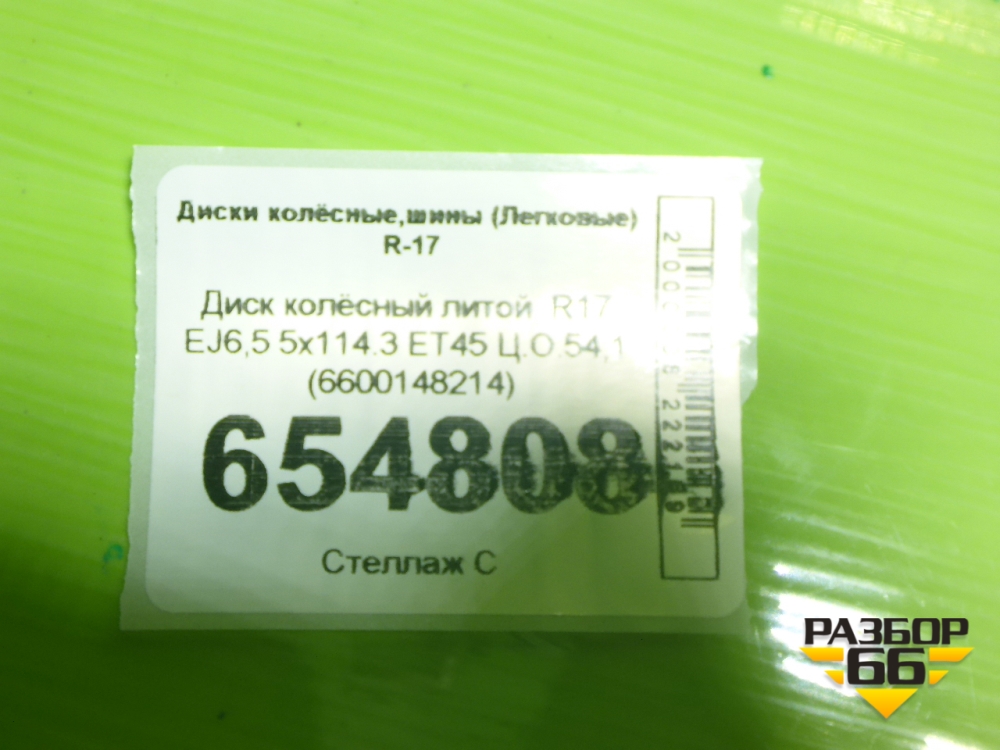 Диски колёсные,шины (Легковые)
R-17
Диск колёсный литой R17
EJ6,5 5x114.3 ET45 Ц.О.54,1
(6600148214)
654808
Стеллаж С
РАЗБОР
66